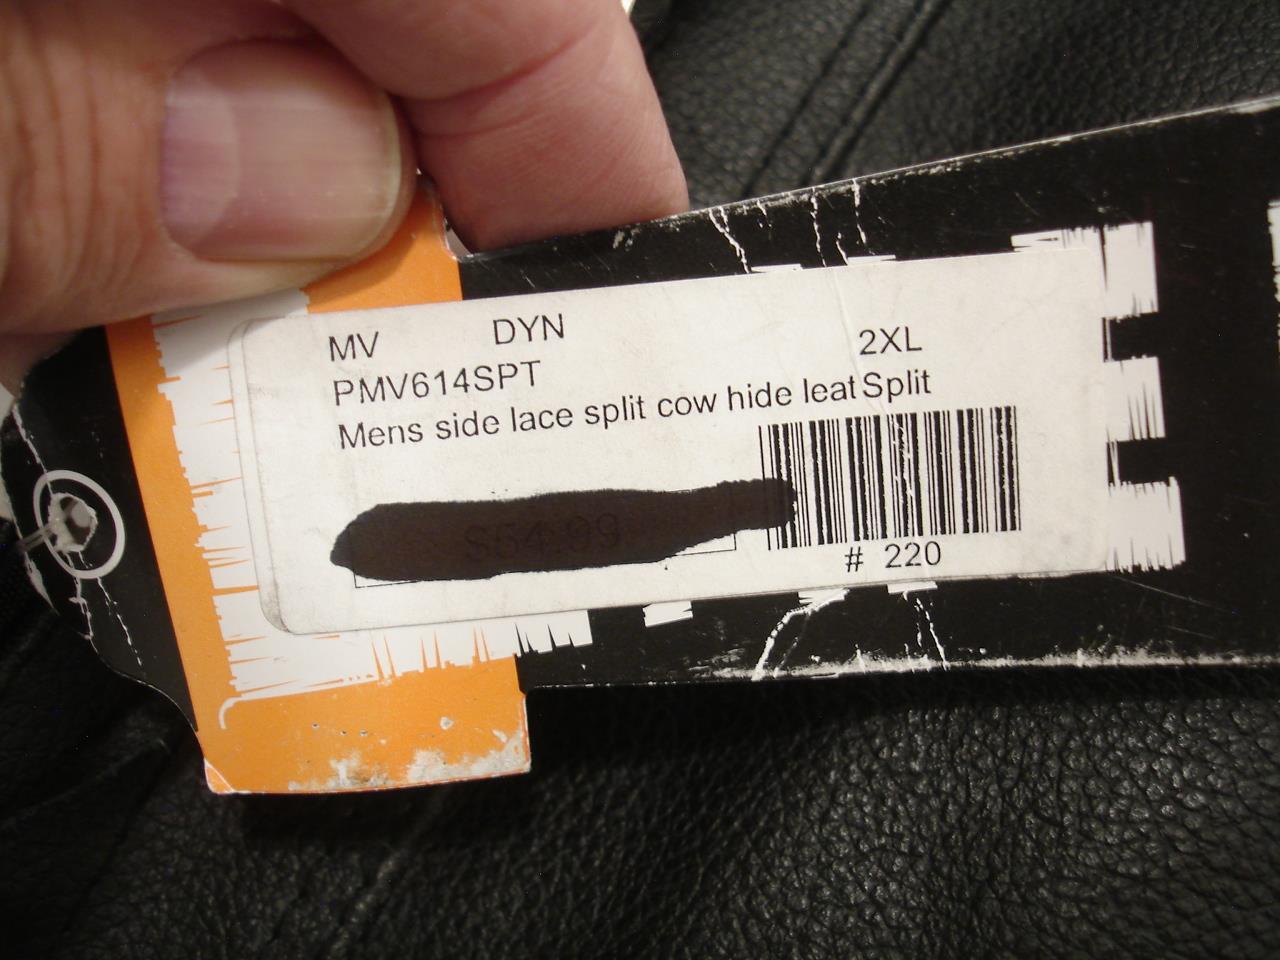 MV DYN 2XL
PMV614SPT
Mens side lace split cow hide leat Split
# 220